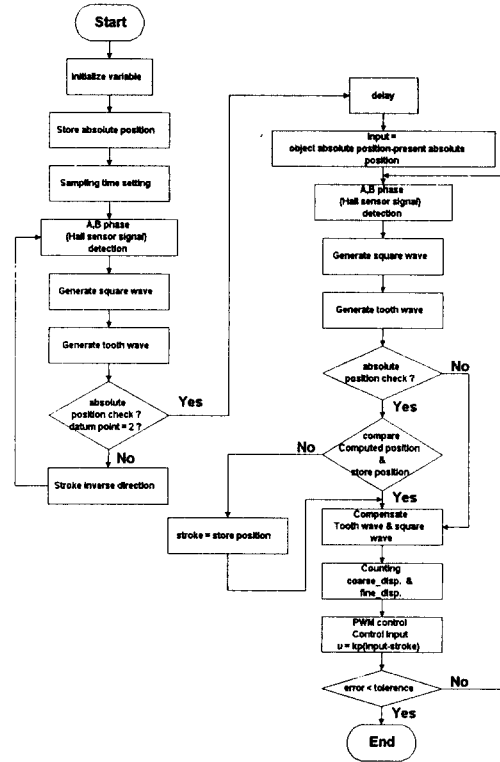 Start
Initialize variable
Store absolute position
Sampling time setting
A,B phase
(Hall sensor signal)
detection
Generate square wave
Generate tooth wave
absolute
position check ?
datum point = 2 ?
Yes
No
Stroke inverse direction
delay
Input =
object absolute position-present absolute
position
A,B phase
(Hall sensor signal)
detection
Generate square wave
Generate tooth wave
absolute
position check ?
No
Yes
compare
Computed position
&
store position
No
Yes
stroke = store position
Compensate
Tooth wave & square
wave
Counting
coarse_disp. &
fine_disp.
PWM control
Control Input
υ = kp(input-stroke)
error < tolerence
No
Yes
End